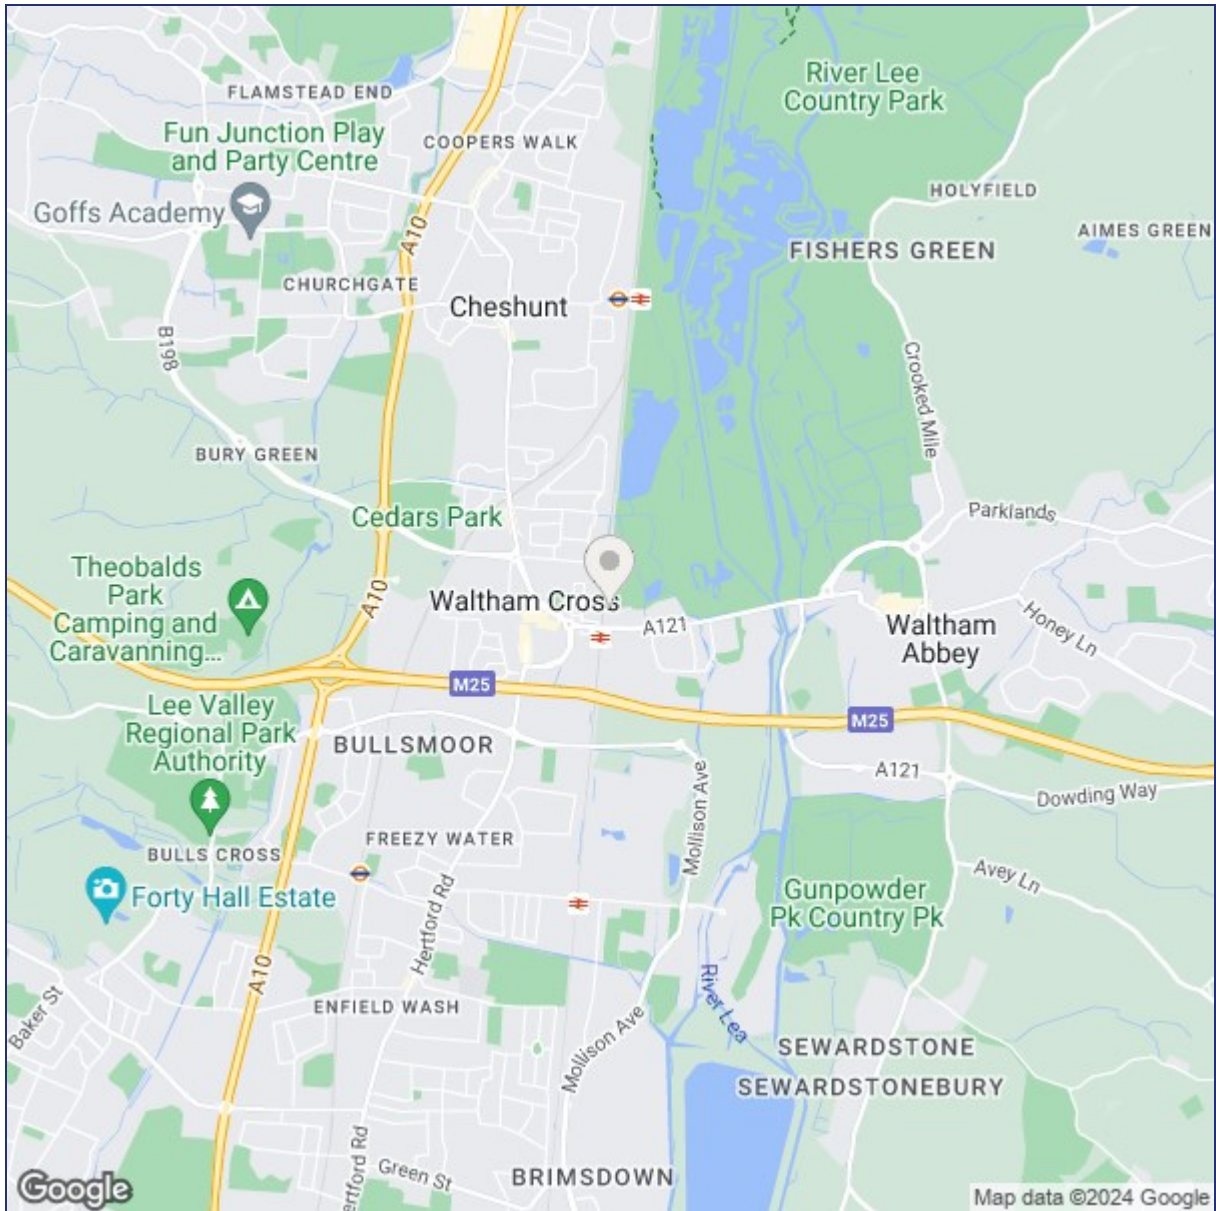 River Lee
Country Park
FLAMSTEAD END
Fun Junction Play
and Party Centre
COOPERS WALK
HOLYFIELD
Goffs Academy
A10
FISHERS GREEN
AIMES GREEN
CHURCHGATE
Cheshunt
B198
Crooked Mile
BURY GREEN
Cedars Park
Parklands
Theobalds
Park
Camping and
Caravanning...
A10
Waltham Cross
A121
Waltham
Abbey
Honey Ln
M25
M25
Lee Valley
Regional Park
Authority
BULLSMOOR
A121
Dowding Way
Mollison Ave
FREEZY WATER
BULLS CROSS
Avey Ln
Forty Hall Estate
Gunpowder
Pk Country Pk
Hertford Rd
A10
River Lea
ENFIELD WASH
Baker St
Mollison Ave
SEWARDSTONE
SEWARDSTONEBURY
ertford Rd
Green St
BRIMSDOWN
Google
Map data ©2024 Google